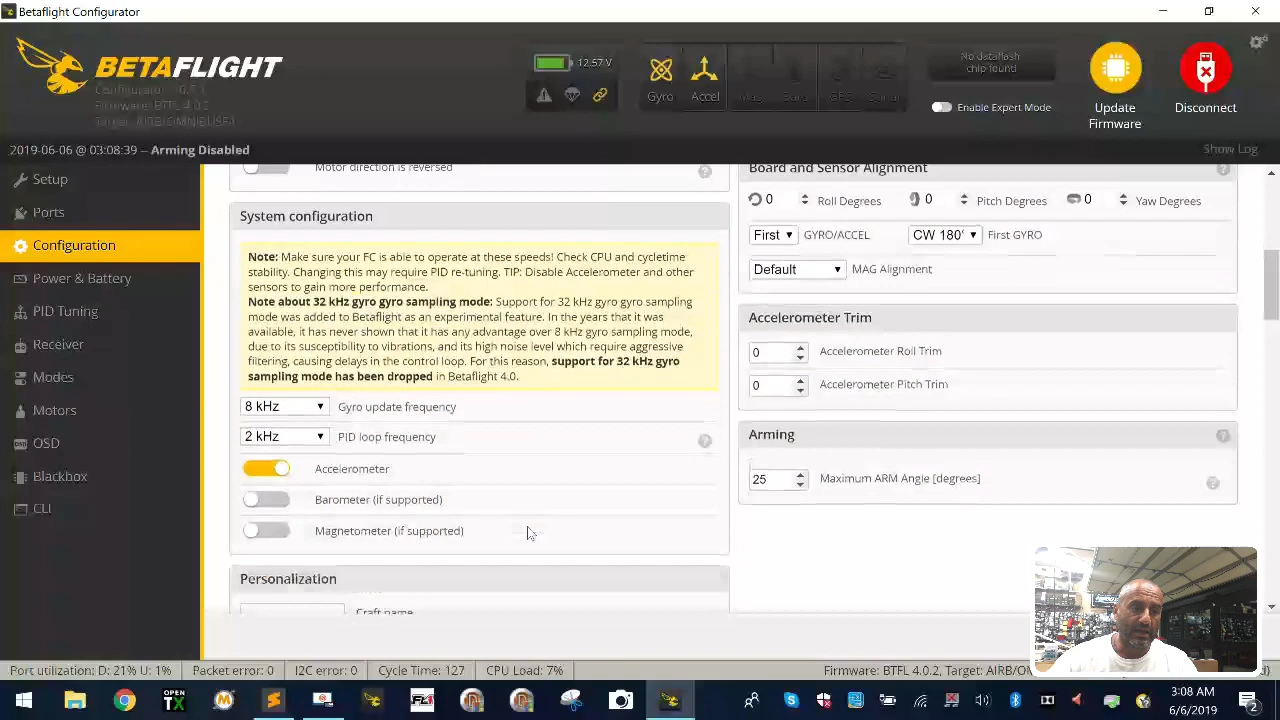 Betaflight Configurator
BETAFLIGHT
Firmware: BTFL 4.0.2
12.57 V
Gyro
Accel
No dataflash
chip found
Enable Expert Mode
Update
Firmware
Disconnect
2019-06-06 @ 03:08:39 -- Arming Disabled
Show Log
Setup
Ports
Configuration
Power & Battery
PID Tuning
Receiver
Modes
Motors
OSD
Blackbox
CLI
Motor direction is reversed
System configuration
Note: Make sure your FC is able to operate at these speeds! Check CPU and cycletime
stability. Changing this may require PID re-tuning. TIP: Disable Accelerometer and other
sensors to gain more performance.
Note about 32 kHz gyro gyro sampling mode: Support for 32 kHz gyro gyro sampling
mode was added to Betaflight as an experimental feature. In the years that it was
available, it has never shown that it has any advantage over 8 kHz gyro sampling mode,
due to its susceptibility to vibrations, and its high noise level which require aggressive
filtering, causing delays in the control loop. For this reason, support for 32 kHz gyro
sampling mode has been dropped in Betaflight 4.0.
8 kHz Gyro update frequency
2 kHz PID loop frequency
Accelerometer
Barometer (if supported)
Magnetometer (if supported)
Personalization
Craft name
Board and Sensor Alignment
0 Roll Degrees 0 Pitch Degrees 0 Yaw Degrees
First GYRO/ACCEL CW 180° First GYRO
Default MAG Alignment
Accelerometer Trim
0 Accelerometer Roll Trim
0 Accelerometer Pitch Trim
Arming
25 Maximum ARM Angle [degrees]
Port utilization: D: 21% U: 1% Packet error: 0 I2C error: 0 Cycle Time: 127 CPU Load: 7% Firmware: BTFL 4.0.2, Target: AIRB/
OPEN
TX
3:08 AM
6/6/2019
2